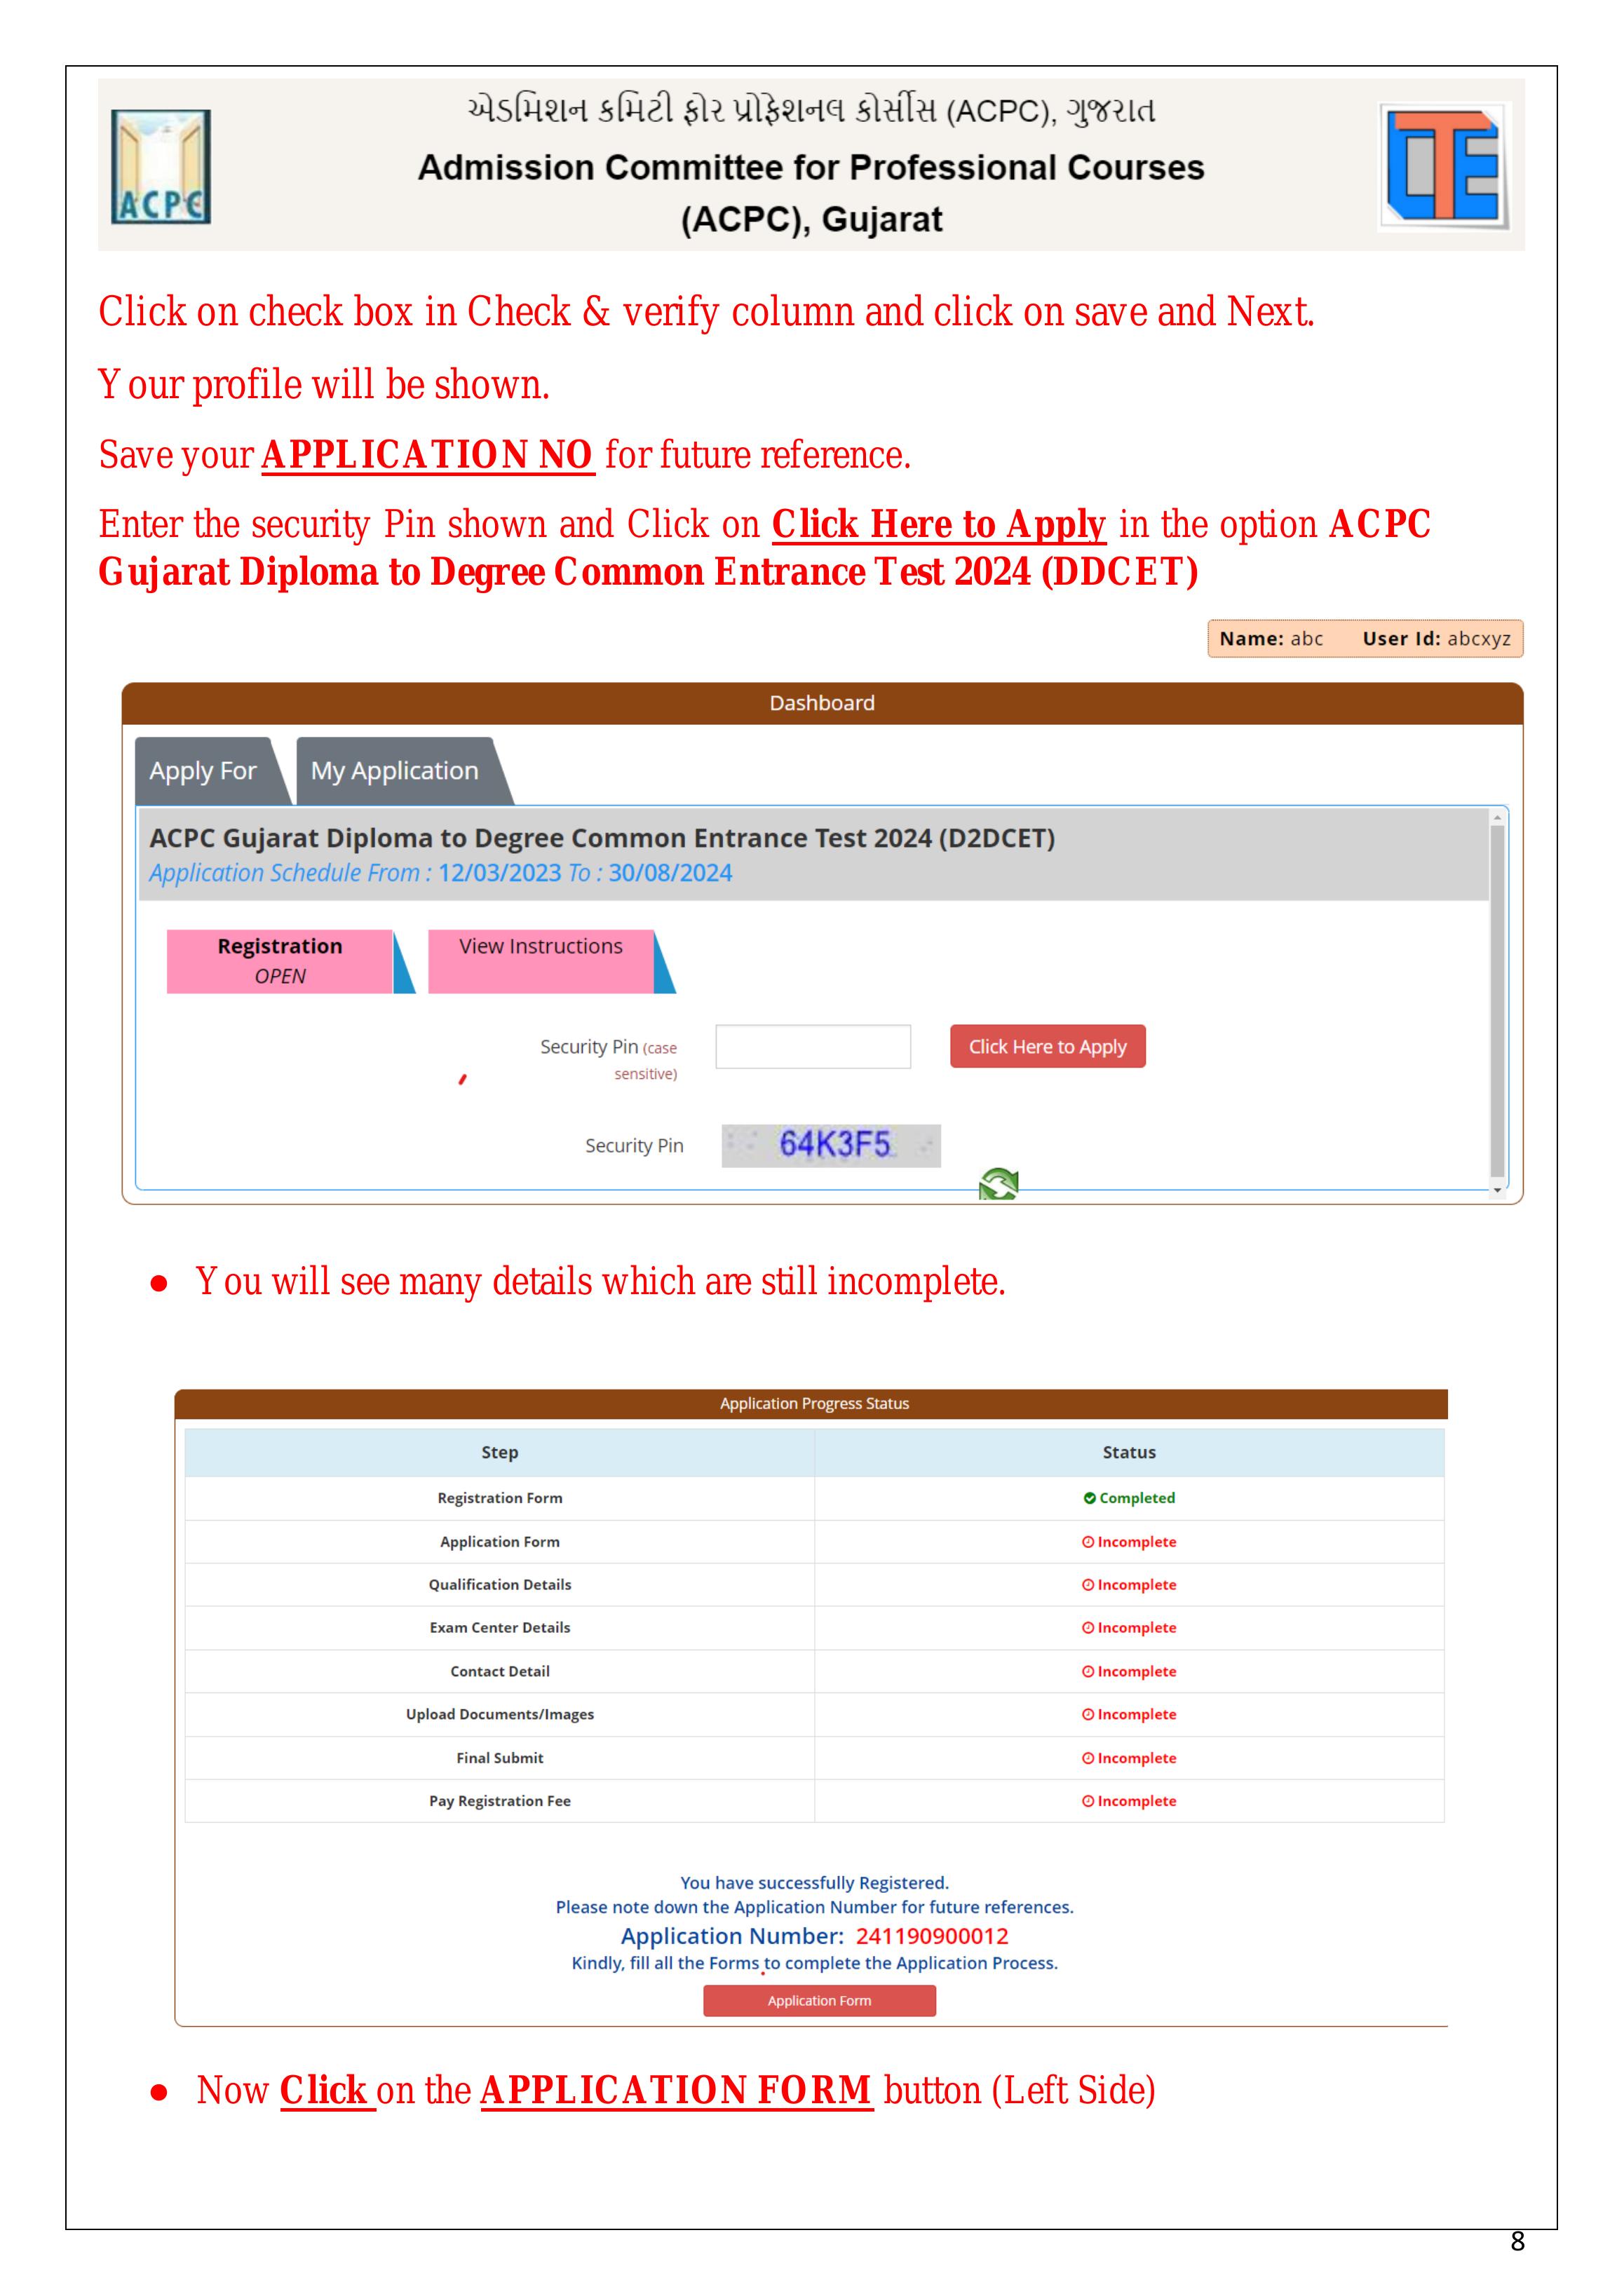 એડમિશન કમિટી ફોર પ્રોફેશનલ કોર્સીસ (ACPC), ગુજરાત
Admission Committee for Professional Courses
(ACPC), Gujarat
ACPC
CTE
Click on check box in Check & verify column and click on save and Next.
Your profile will be shown.
Save your APPLICATION NO for future reference.
Enter the security Pin shown and Click on Click Here to Apply in the option ACPC
Gujarat Diploma to Degree Common Entrance Test 2024 (DDCET)
Name: abc User Id: abcxyz
Dashboard
Apply For My Application
ACPC Gujarat Diploma to Degree Common Entrance Test 2024 (D2DCET)
Application Schedule From : 12/03/2023 To : 30/08/2024
Registration View Instructions
OPEN
Security Pin (case Click Here to Apply
sensitive)
Security Pin 64K3F5
● You will see many details which are still incomplete.
Application Progress Status
Step Status
Registration Form Completed
Application Form Incomplete
Qualification Details Incomplete
Exam Center Details Incomplete
Contact Detail Incomplete
Upload Documents/Images Incomplete
Final Submit Incomplete
Pay Registration Fee Incomplete
You have successfully Registered.
Please note down the Application Number for future references.
Application Number: 241190900012
Kindly, fill all the Forms to complete the Application Process.
Application Form
● Now Click on the APPLICATION FORM button (Left Side)
8